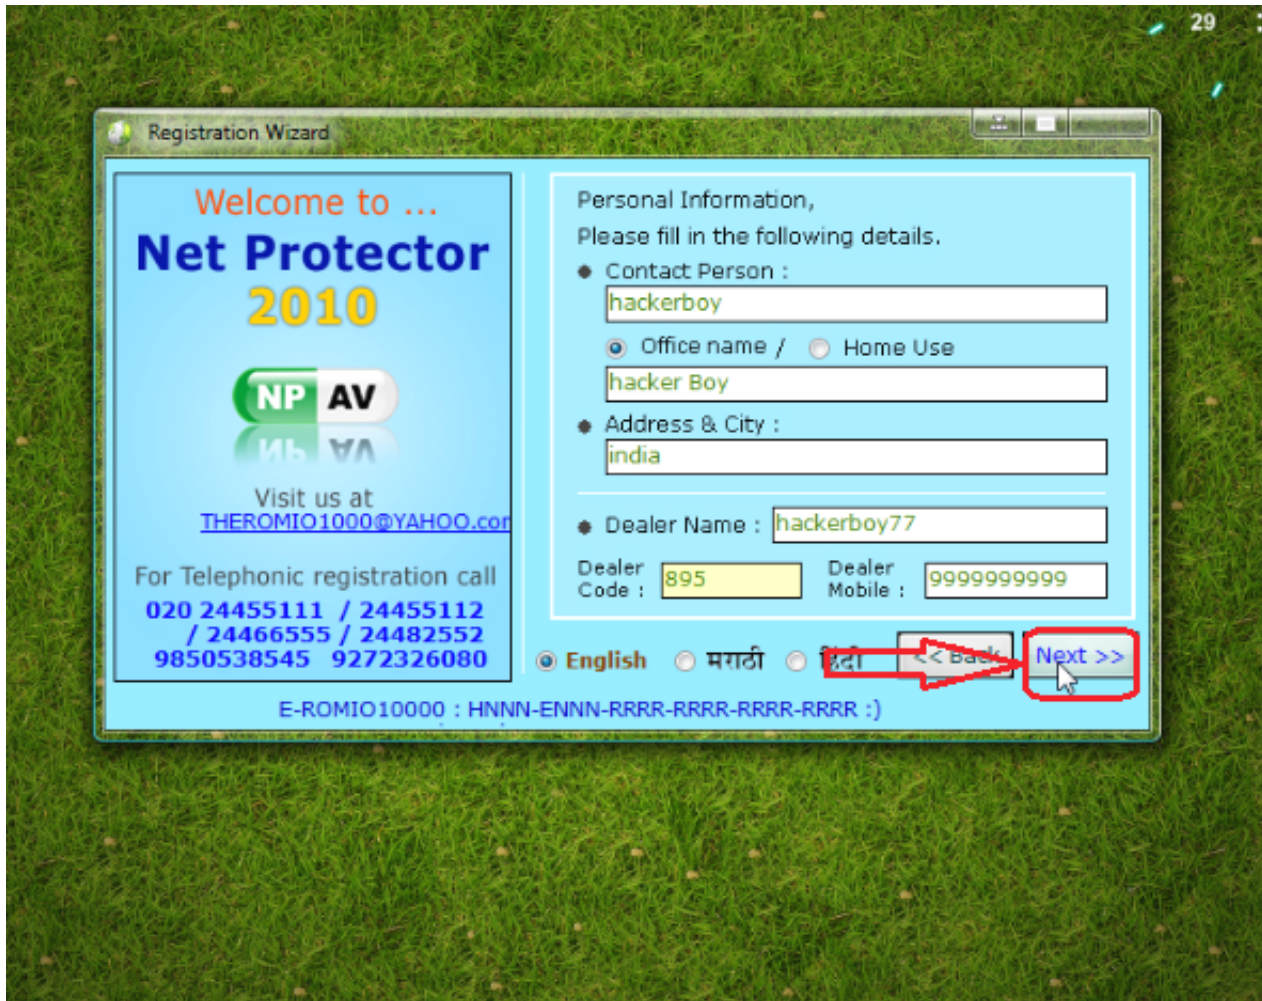 29
Registration Wizard
Welcome to ...
Net Protector
2010
NP AV
Visit us at
THEROMIO1000@YAHOO.com
For Telephonic registration call
020 24455111 / 24455112
/ 24466555 / 24482552
9850538545 9272326080
Personal Information,
Please fill in the following details.
Contact Person :
hackerboy
Office name / Home Use
hacker Boy
Address & City :
india
Dealer Name : hackerboy77
Dealer Code : 895 Dealer Mobile : 9999999999
English मराठी हिंदी << Back Next >>
E-ROMIO10000 : HNNN-ENNN-RRRR-RRRR-RRRR-RRRR :)